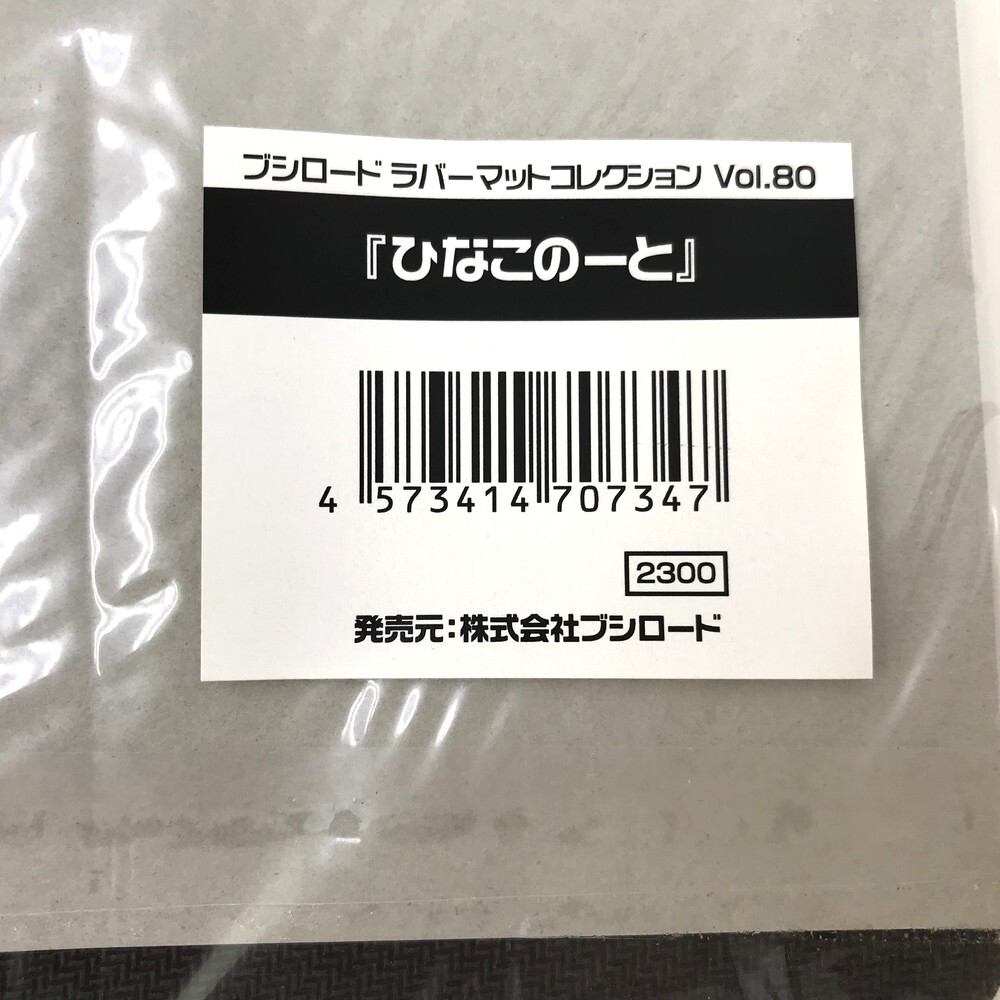 ブシロード ラバーマットコレクション Vol.80
『ひなこのーと』
4 573414 707347
2300
発売元:株式会社ブシロード